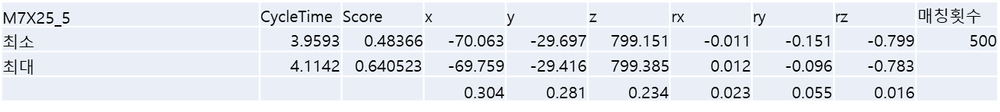 M7X25_5 CycleTime Score x y z rx ry rz 매칭횟수
최소 3.9593 0.48366 -70.063 -29.697 799.151 -0.011 -0.151 -0.799 500
최대 4.1142 0.640523 -69.759 -29.416 799.385 0.012 -0.096 -0.783
0.304 0.281 0.234 0.023 0.055 0.016